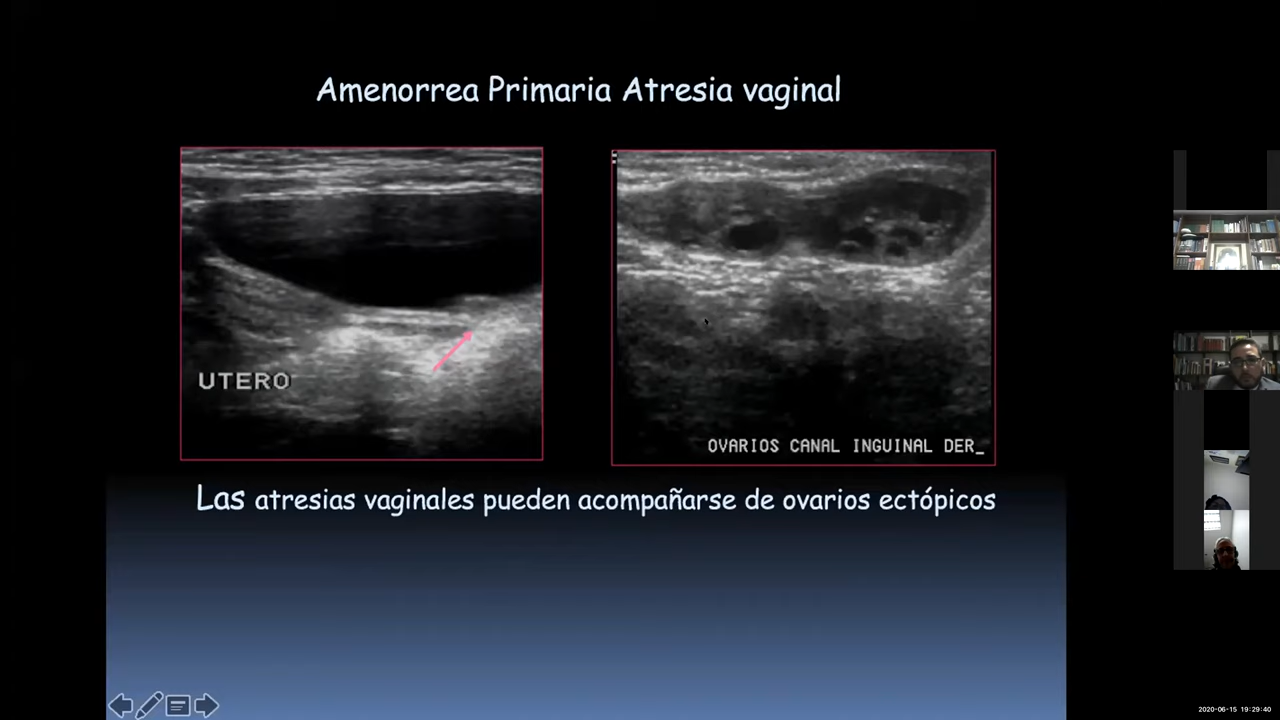 Amenorrea Primaria Atresia vaginal
UTERO
OVARIOS CANAL INGUINAL DER_
Las atresias vaginales pueden acompañarse de ovarios ectópicos
2020-06-15 19:29:40